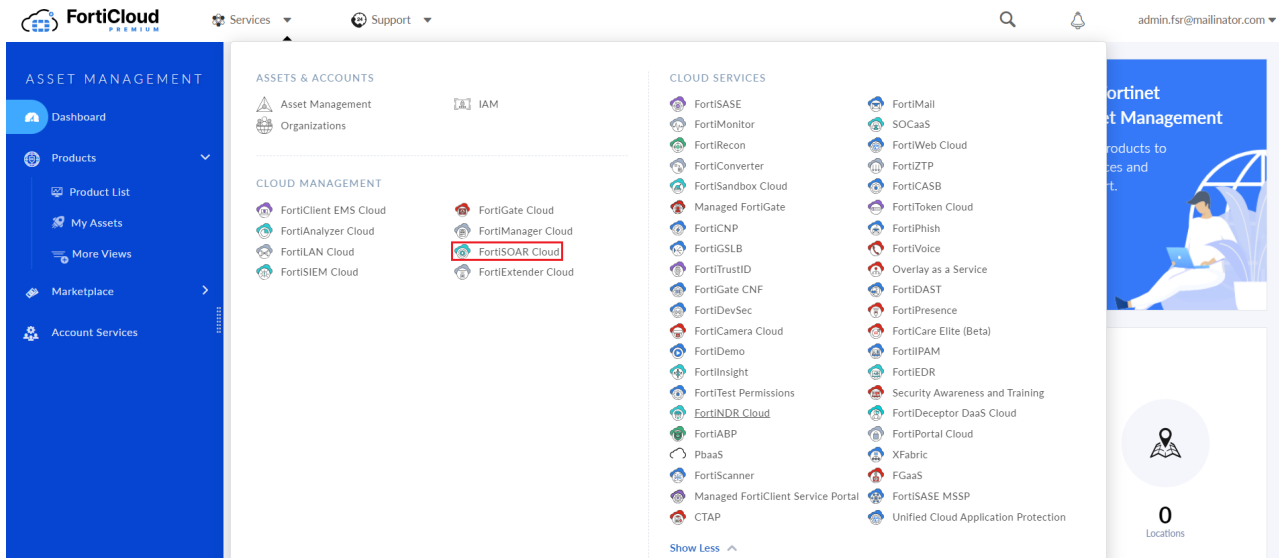 FortiCloud
PREMIUM
Services
24
Support
admin.fsr@mailinator.com
ASSET MANAGEMENT
Dashboard
Products
Product List
My Assets
More Views
Marketplace
Account Services
ASSETS & ACCOUNTS
Asset Management
IAM
Organizations
CLOUD MANAGEMENT
FortiClient EMS Cloud
FortiGate Cloud
FortiAnalyzer Cloud
FortiManager Cloud
FortiLAN Cloud
FortiSOAR Cloud
FortiSIEM Cloud
FortiExtender Cloud
CLOUD SERVICES
FortiSASE
FortiMail
FortiMonitor
SOCaaS
FortiRecon
FortiWeb Cloud
FortiConverter
FortiZTP
FortiSandbox Cloud
FortiCASB
Managed FortiGate
FortiToken Cloud
FortiCNP
FortiPhish
FortiGSLB
FortiVoice
FortiTrustID
Overlay as a Service
FortiGate CNF
FortiDAST
FortiDevSec
FortiPresence
FortiCamera Cloud
FortiCare Elite (Beta)
FortiDemo
FortiIPAM
FortiInsight
FortiEDR
FortiTest Permissions
Security Awareness and Training
FortiNDR Cloud
FortiDeceptor DaaS Cloud
FortiABP
FortiPortal Cloud
PbaaS
XFabric
FortiScanner
FGaaS
Managed FortiClient Service Portal
FortiSASE MSSP
CTAP
Unified Cloud Application Protection
Show Less
ortinet
et Management
roducts to
ces and
rt.
0
Locations